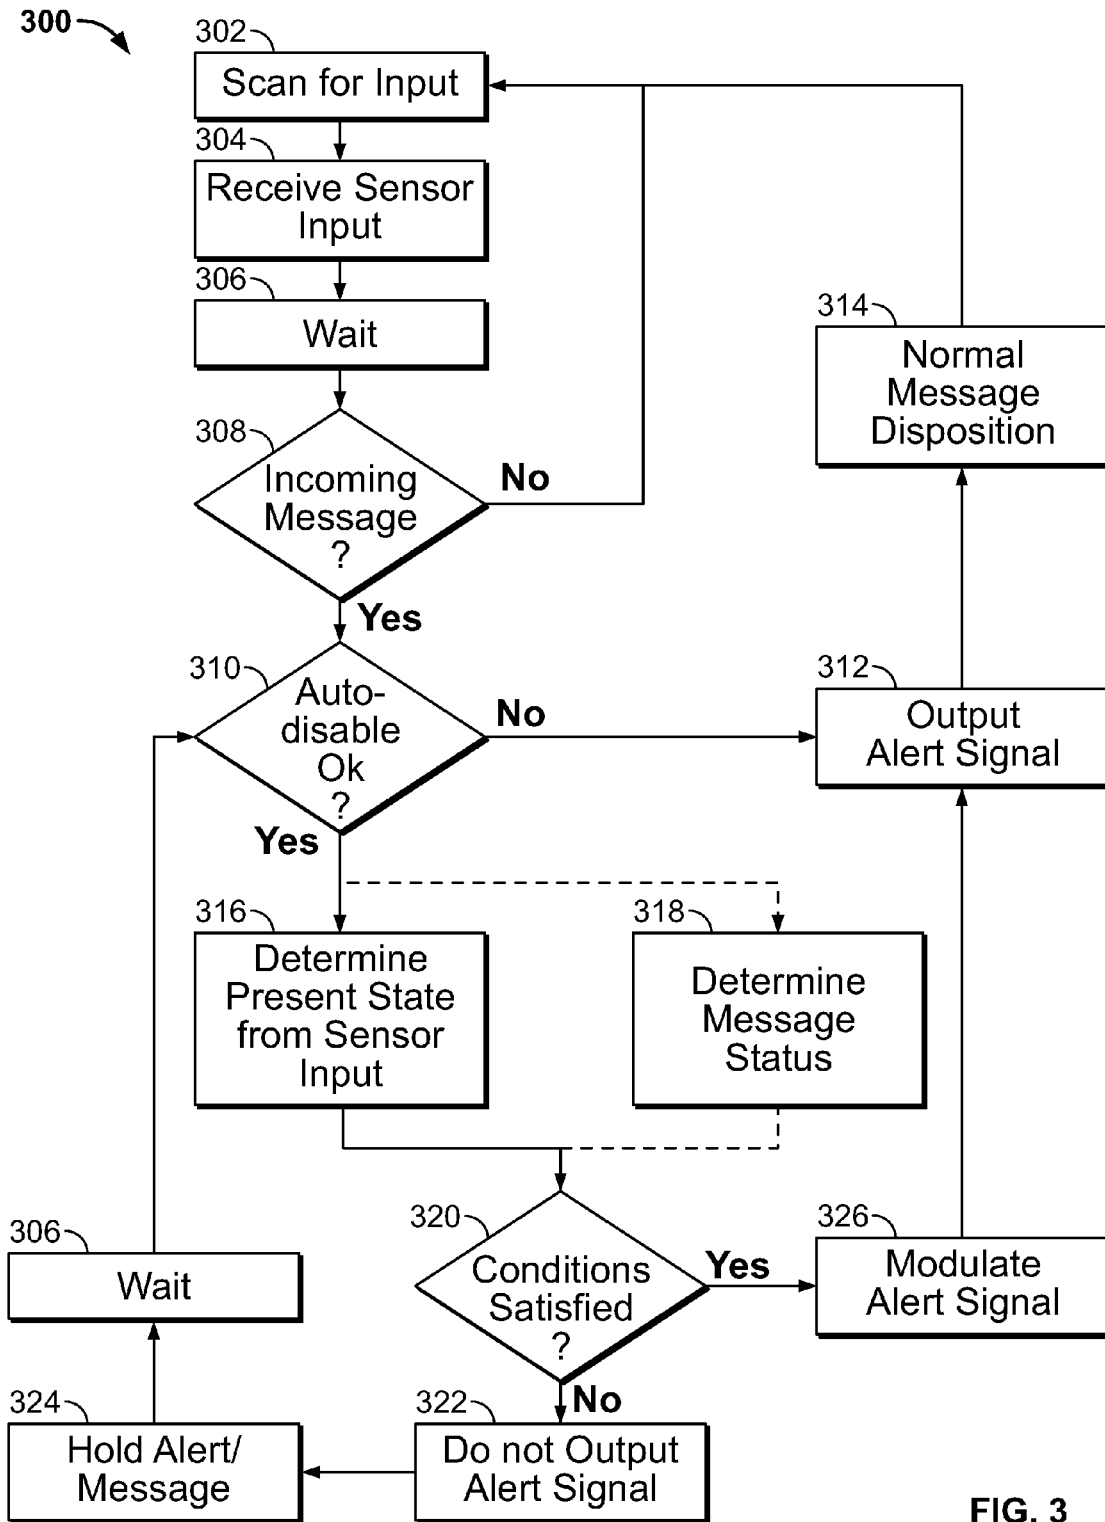 300
302
Scan for Input
304
Receive Sensor
Input
306
Wait
308
Incoming
Message
?
No
Yes
310
Auto-
disable
Ok
?
No
Yes
312
Output
Alert Signal
314
Normal
Message
Disposition
316
Determine
Present State
from Sensor
Input
318
Determine
Message
Status
320
Conditions
Satisfied
?
Yes
No
326
Modulate
Alert Signal
322
Do not Output
Alert Signal
324
Hold Alert/
Message
306
Wait
FIG. 3